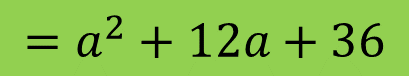 = a² + 12a + 36